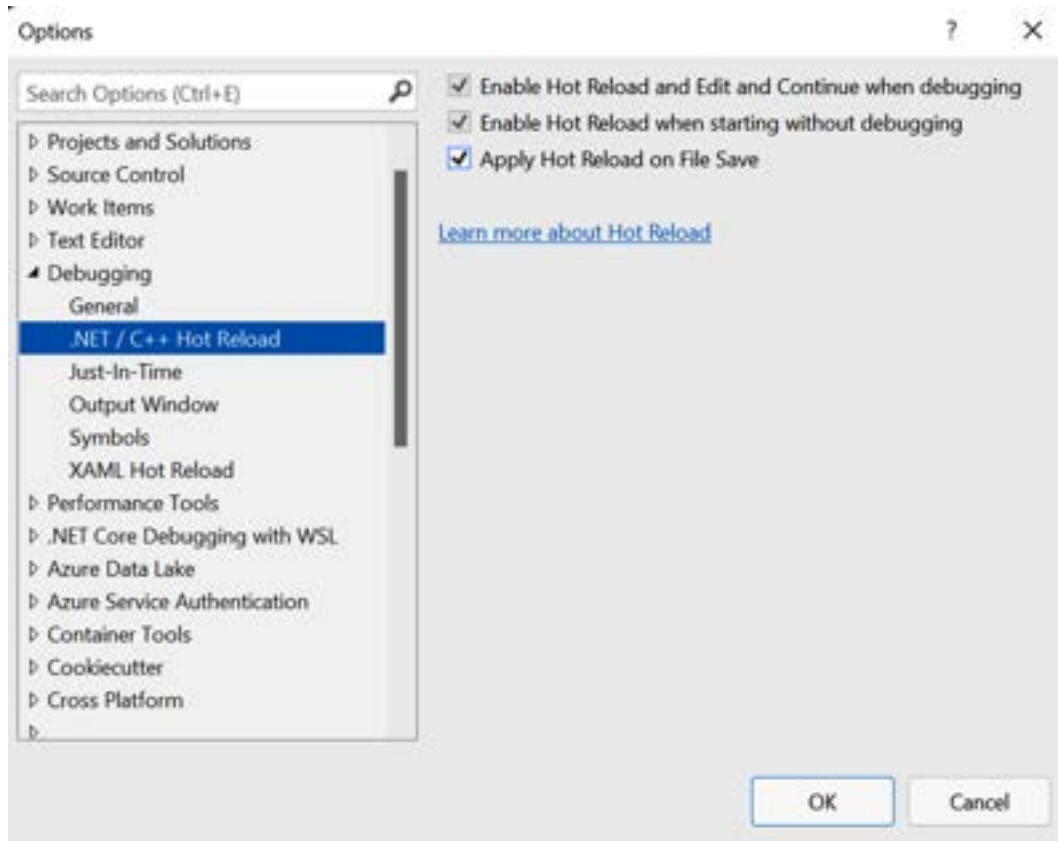 Options
?
Search Options (Ctrl+E)
Projects and Solutions
Source Control
Work Items
Text Editor
Debugging
General
.NET / C++ Hot Reload
Just-In-Time
Output Window
Symbols
XAML Hot Reload
Performance Tools
.NET Core Debugging with WSL
Azure Data Lake
Azure Service Authentication
Container Tools
Cookiecutter
Cross Platform
Enable Hot Reload and Edit and Continue when debugging
Enable Hot Reload when starting without debugging
Apply Hot Reload on File Save
Learn more about Hot Reload
OK
Cancel